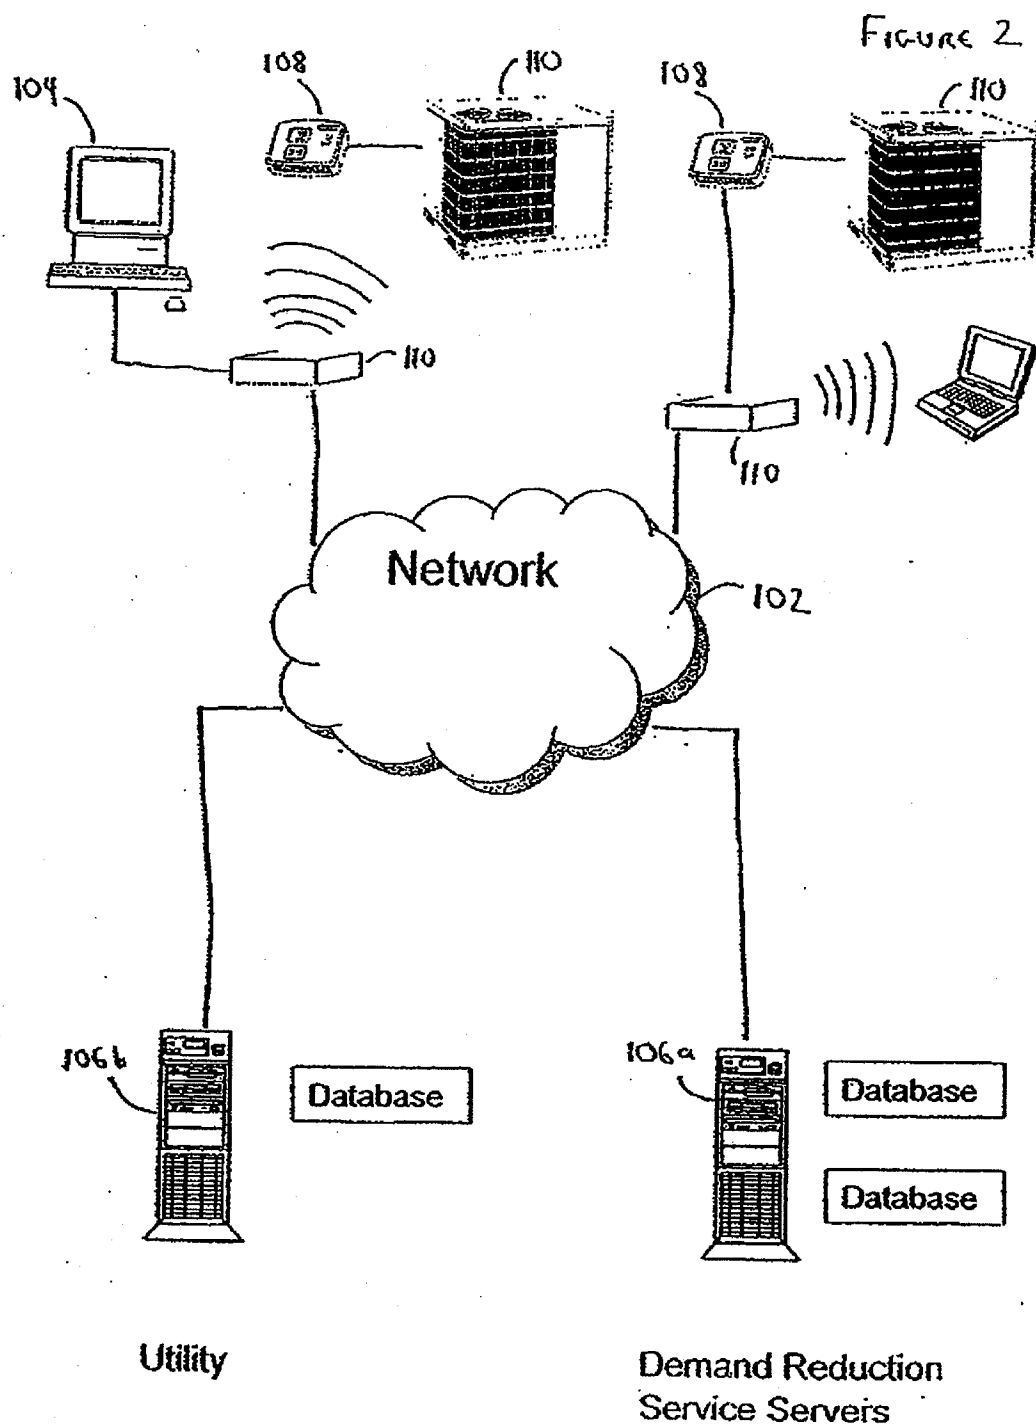 FIGURE 2
104
108
110
108
110
110
110
Network
102
106b
Database
106a
Database
Database
Utility
Demand Reduction
Service Servers